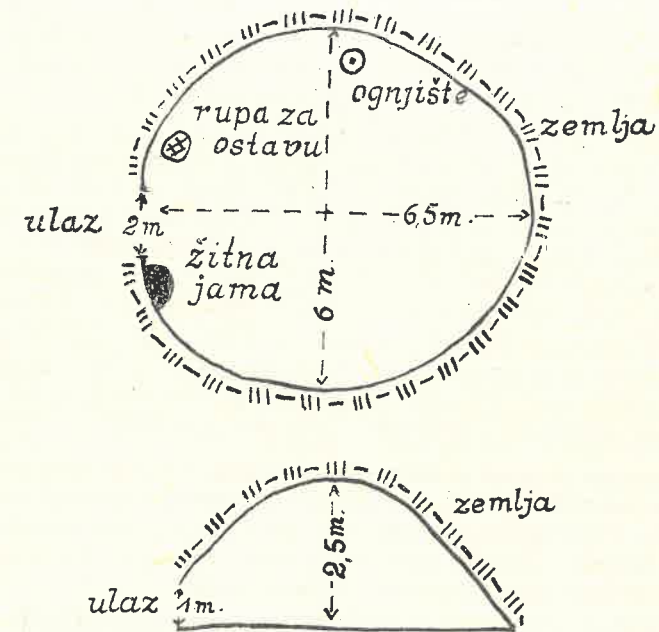 ognjište
rupa za
ostavu
zemlja
ulaz 2m
6,5m.
žitna
jama
6 m.
zemlja
2,5m.
ulaz 1m.